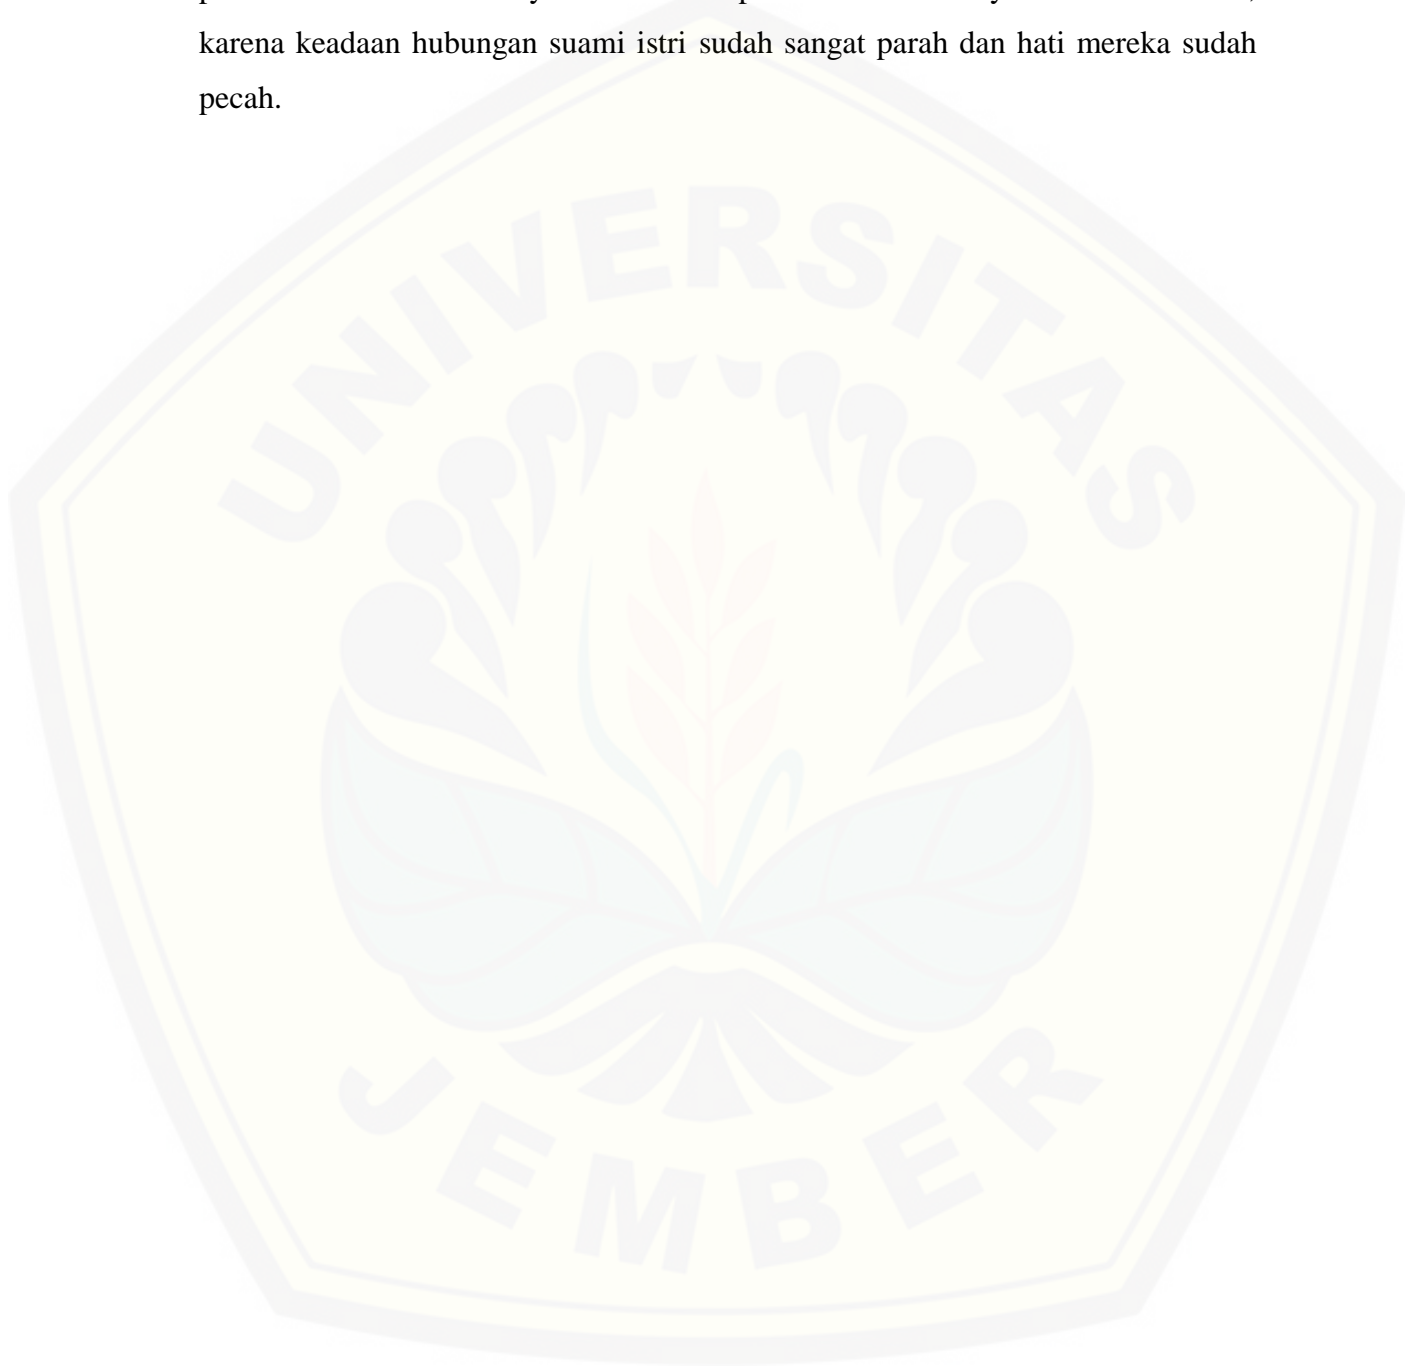 karena keadaan hubungan suami istri sudah sangat parah dan hati mereka sudah
pecah.
UNIVERSITAS
JEMBER